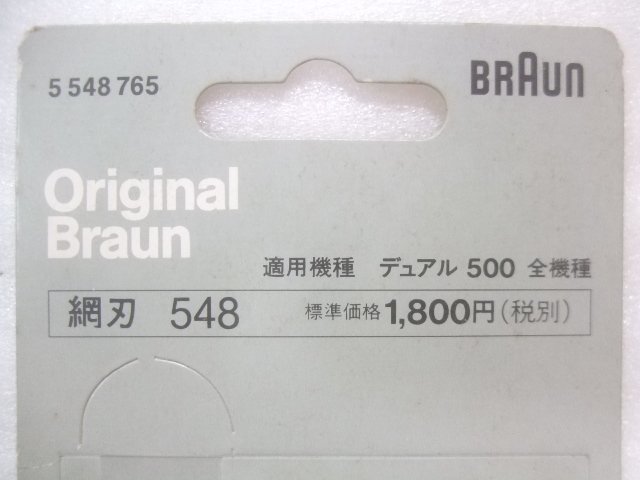 5 548 765
BRAUN
Original
Braun
適用機種 デュアル 500 全機種
網刃 548 標準価格 1,800円(税別)